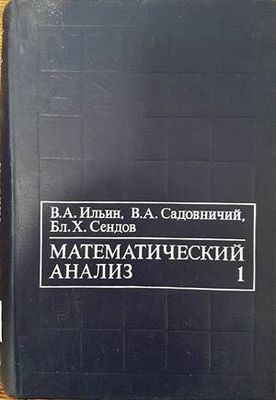 В.А. Ильин, В.А. Садовничий,
Бл. Х. Сендов
МАТЕМАТИЧЕСКИЙ
АНАЛИЗ 1